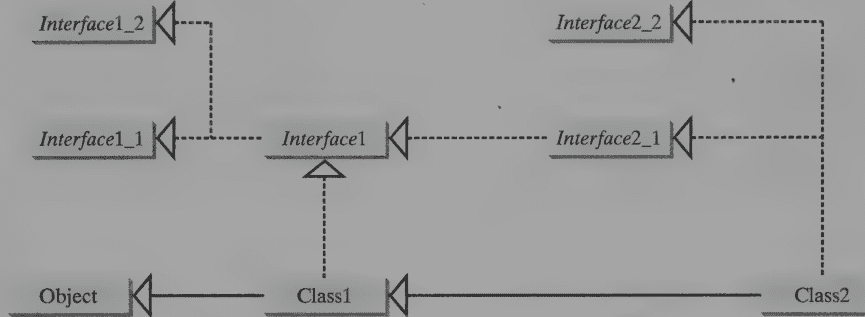 Interface1_2
Interface2_2
Interface1_1
Interface1
Interface2_1
Object
Class1
Class2